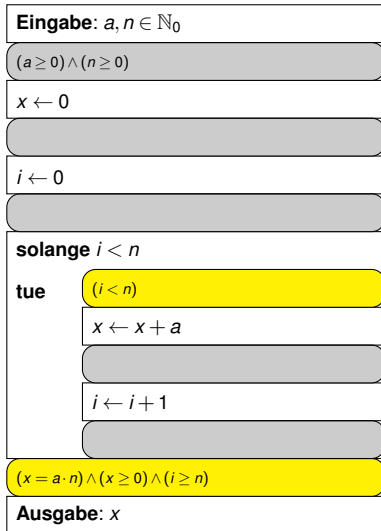 Eingabe: a, n ∈ ℕ₀
(a ≥ 0) ∧ (n ≥ 0)
x ← 0
i ← 0
solange i < n
tue
(i < n)
x ← x + a
i ← i + 1
(x = a · n) ∧ (x ≥ 0) ∧ (i ≥ n)
Ausgabe: x